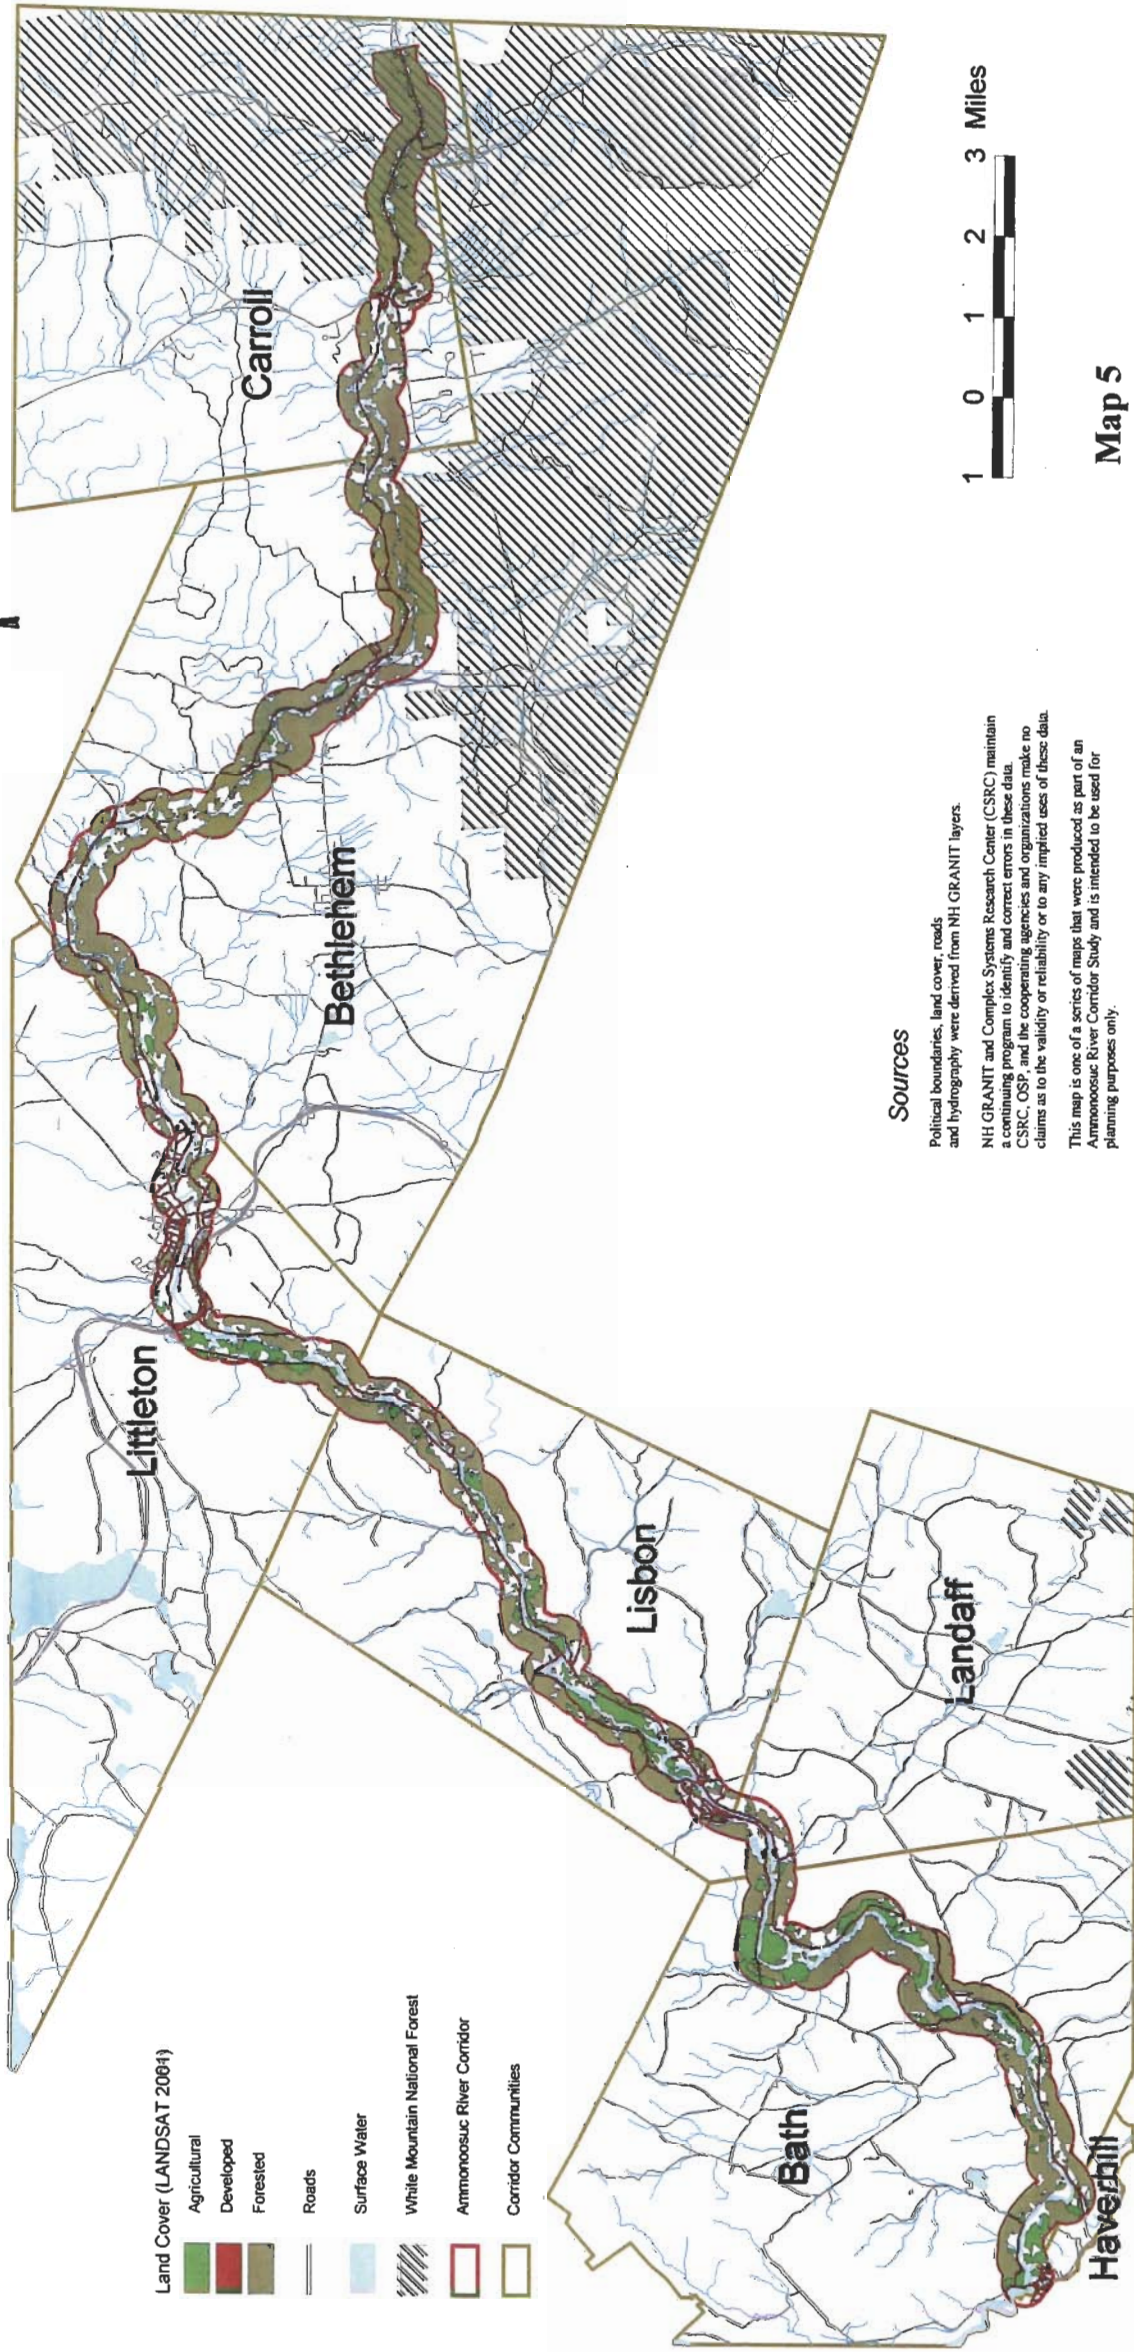 Carroll
Bethlehem
Littleton
Lisbon
Landaff
Bath
Haverhill
Land Cover (LANDSAT 2001)
Agricultural
Developed
Forested
Roads
Surface Water
White Mountain National Forest
Ammonoosuc River Corridor
Corridor Communities
Sources
Political boundaries, land cover, roads
and hydrography were derived from NH GRANIT layers.
NH GRANIT and Complex Systems Research Center (CSRC) maintain
a continuing program to identify and correct errors in these data.
CSRC, OSP, and the cooperating agencies and organizations make no
claims as to the validity or reliability or to any implied uses of these data.
This map is one of a series of maps that were produced as part of an
Ammonoosuc River Corridor Study and is intended to be used for
planning purposes only.
1 0 1 2 3 Miles
Map 5